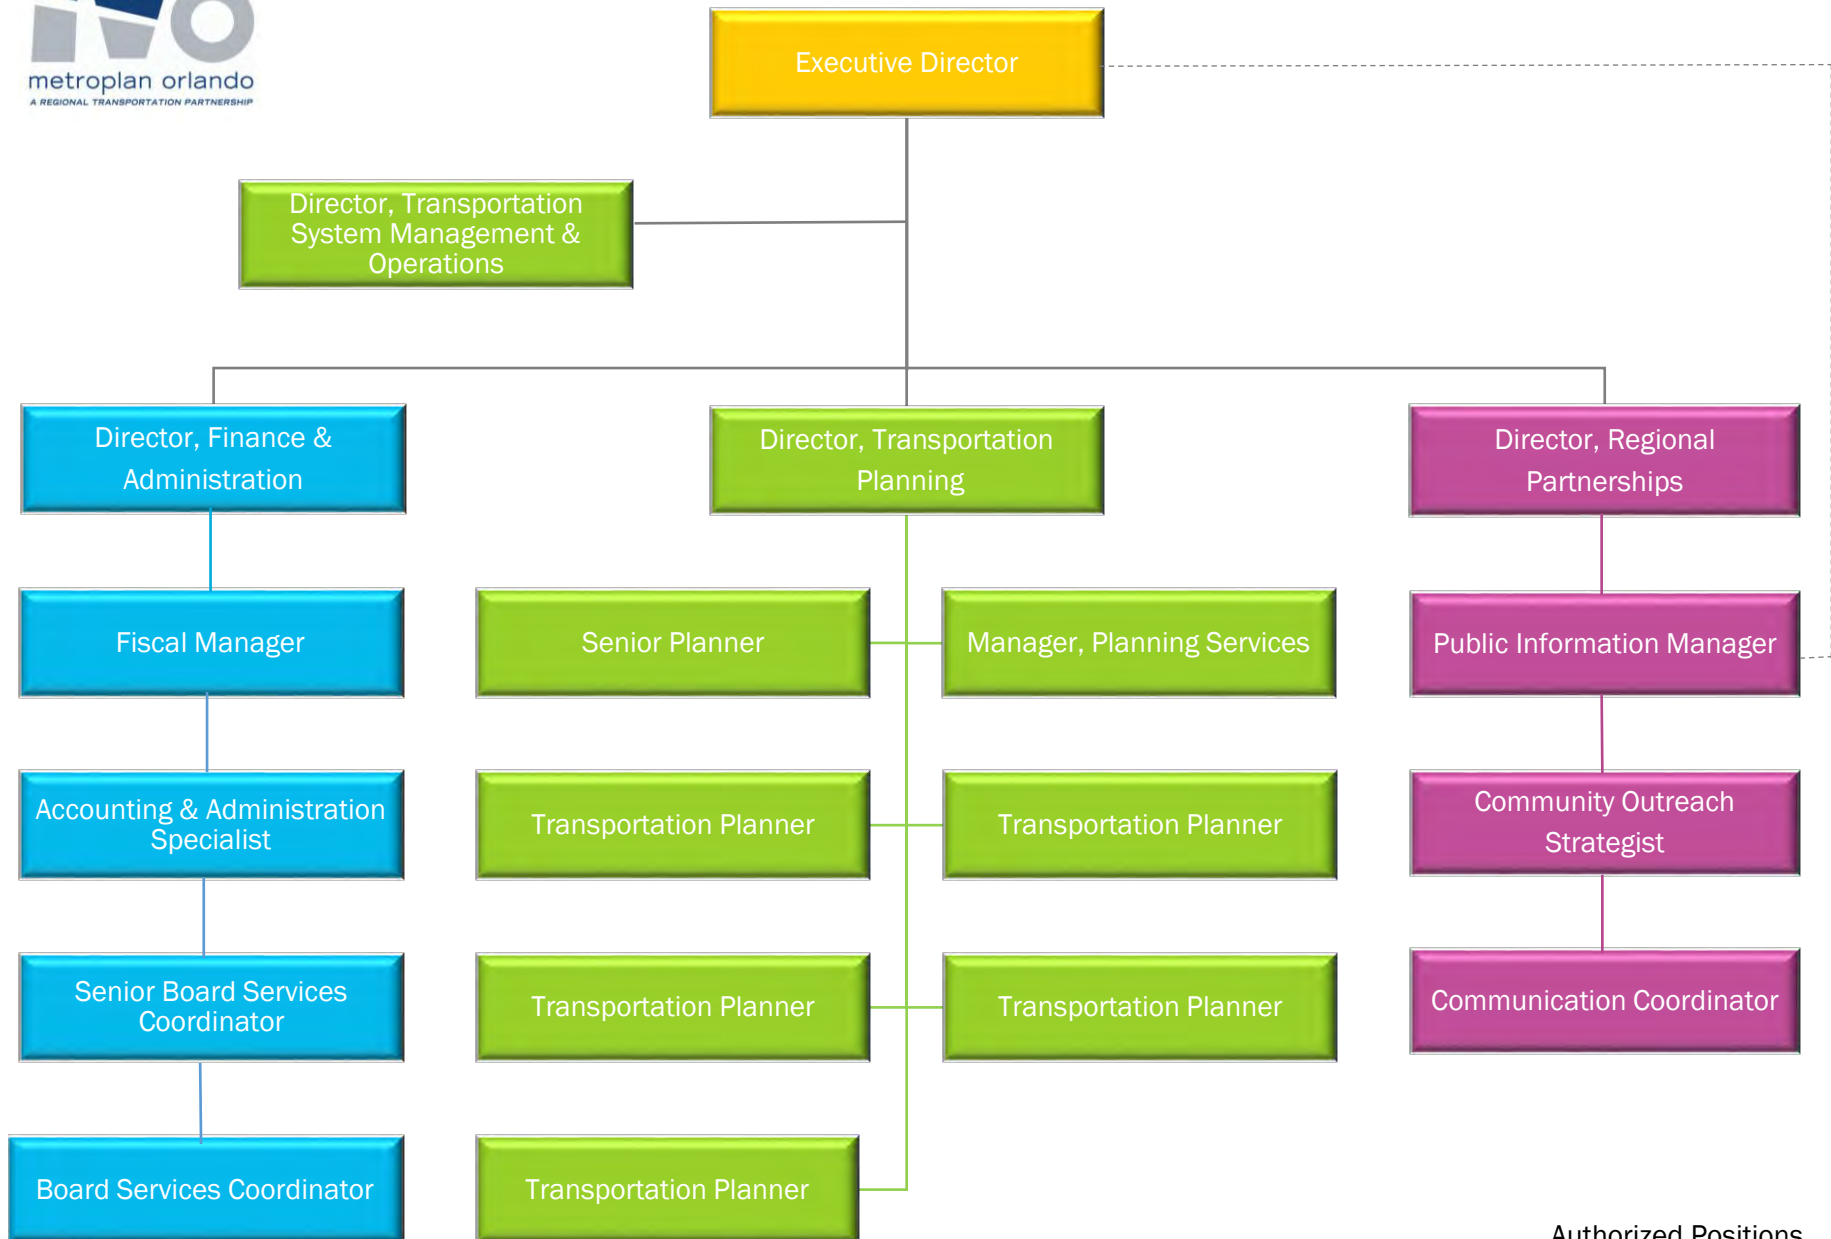 metroplan orlando
A REGIONAL TRANSPORTATION PARTNERSHIP
Executive Director
Director, Transportation
System Management &
Operations
Director, Finance &
Administration
Director, Transportation
Planning
Director, Regional
Partnerships
Fiscal Manager
Senior Planner
Manager, Planning Services
Public Information Manager
Accounting & Administration
Specialist
Transportation Planner
Transportation Planner
Community Outreach
Strategist
Senior Board Services
Coordinator
Transportation Planner
Transportation Planner
Communication Coordinator
Board Services Coordinator
Transportation Planner
Authorized Positions